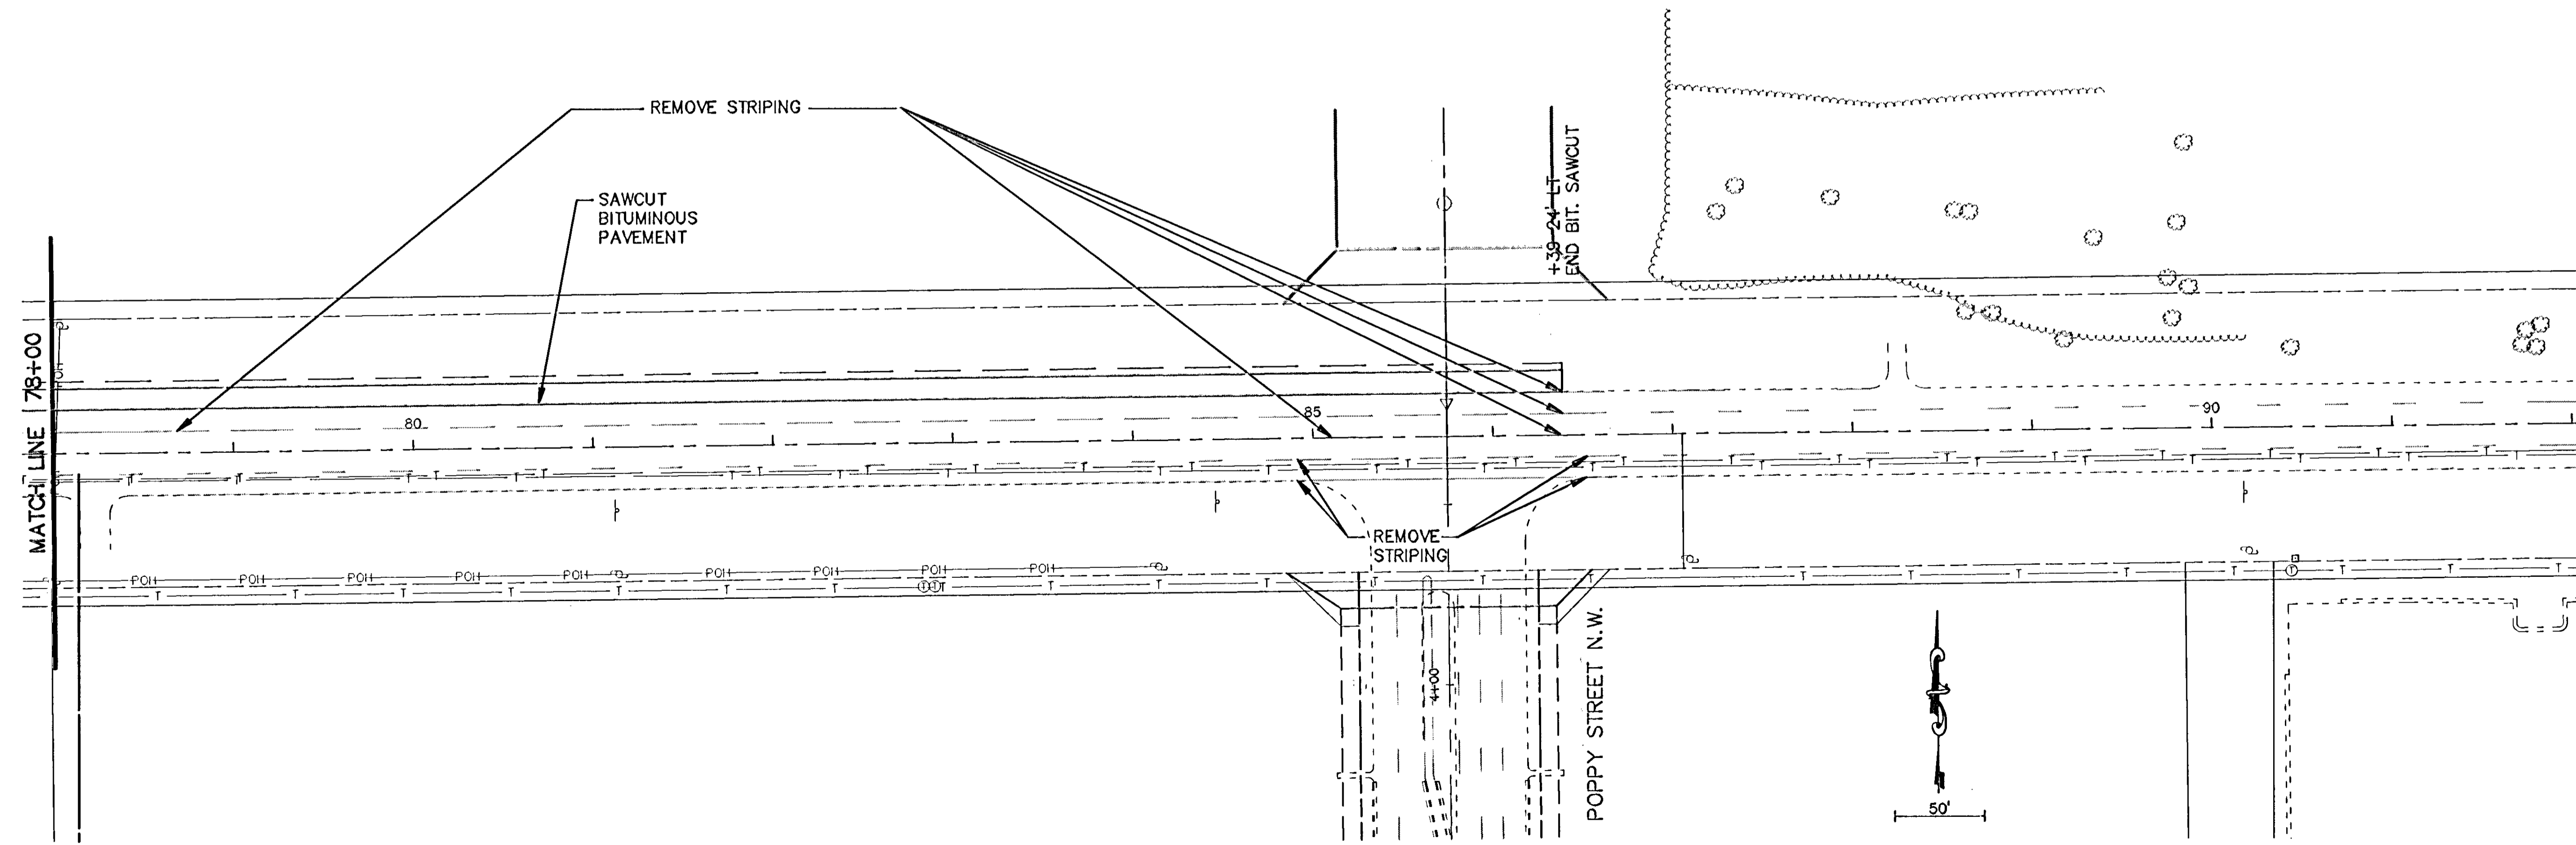 REMOVE STRIPING
SAWCUT
BITUMINOUS
PAVEMENT
+39-24' LT
END BIT. SAWCUT
MATCH LINE 78+00
80
85
90
REMOVE
STRIPING
POH
POH
POH
POH
POH
POH
POH
POH
POH
4+00
POPPY STREET N.W.
50'